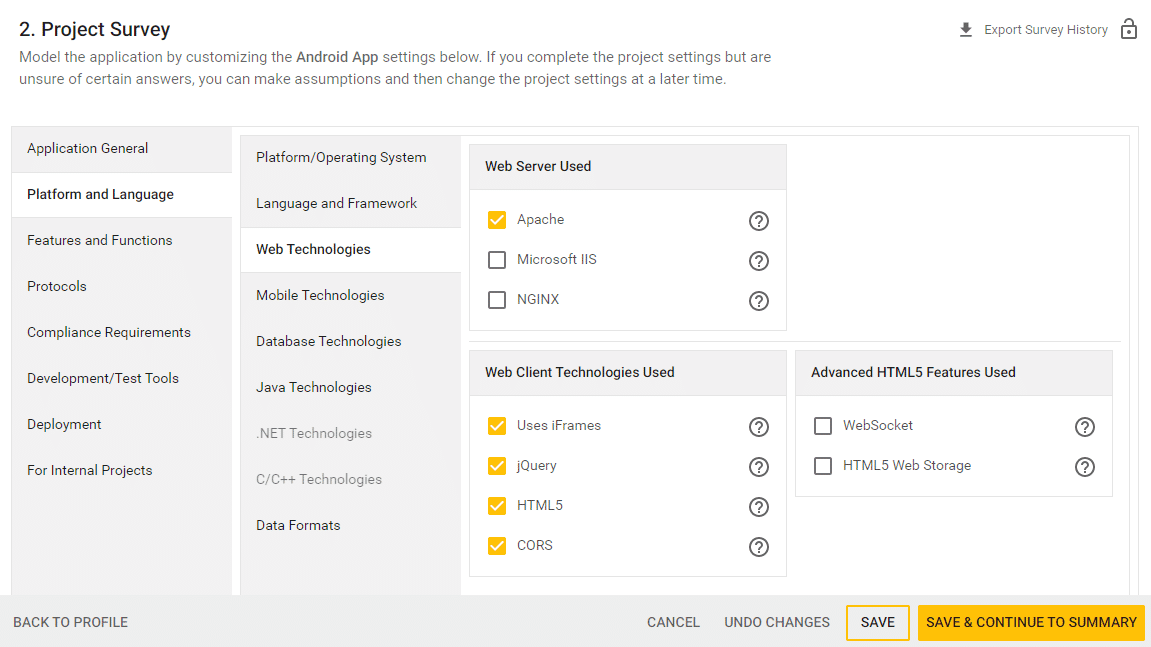 2. Project Survey
Export Survey History
Model the application by customizing the Android App settings below. If you complete the project settings but are
unsure of certain answers, you can make assumptions and then change the project settings at a later time.
Application General
Platform and Language
Features and Functions
Protocols
Compliance Requirements
Development/Test Tools
Deployment
For Internal Projects
Platform/Operating System
Language and Framework
Web Technologies
Mobile Technologies
Database Technologies
Java Technologies
.NET Technologies
C/C++ Technologies
Data Formats
Web Server Used
Apache
Microsoft IIS
NGINX
Web Client Technologies Used
Uses iFrames
jQuery
HTML5
CORS
Advanced HTML5 Features Used
WebSocket
HTML5 Web Storage
BACK TO PROFILE
CANCEL
UNDO CHANGES
SAVE
SAVE & CONTINUE TO SUMMARY